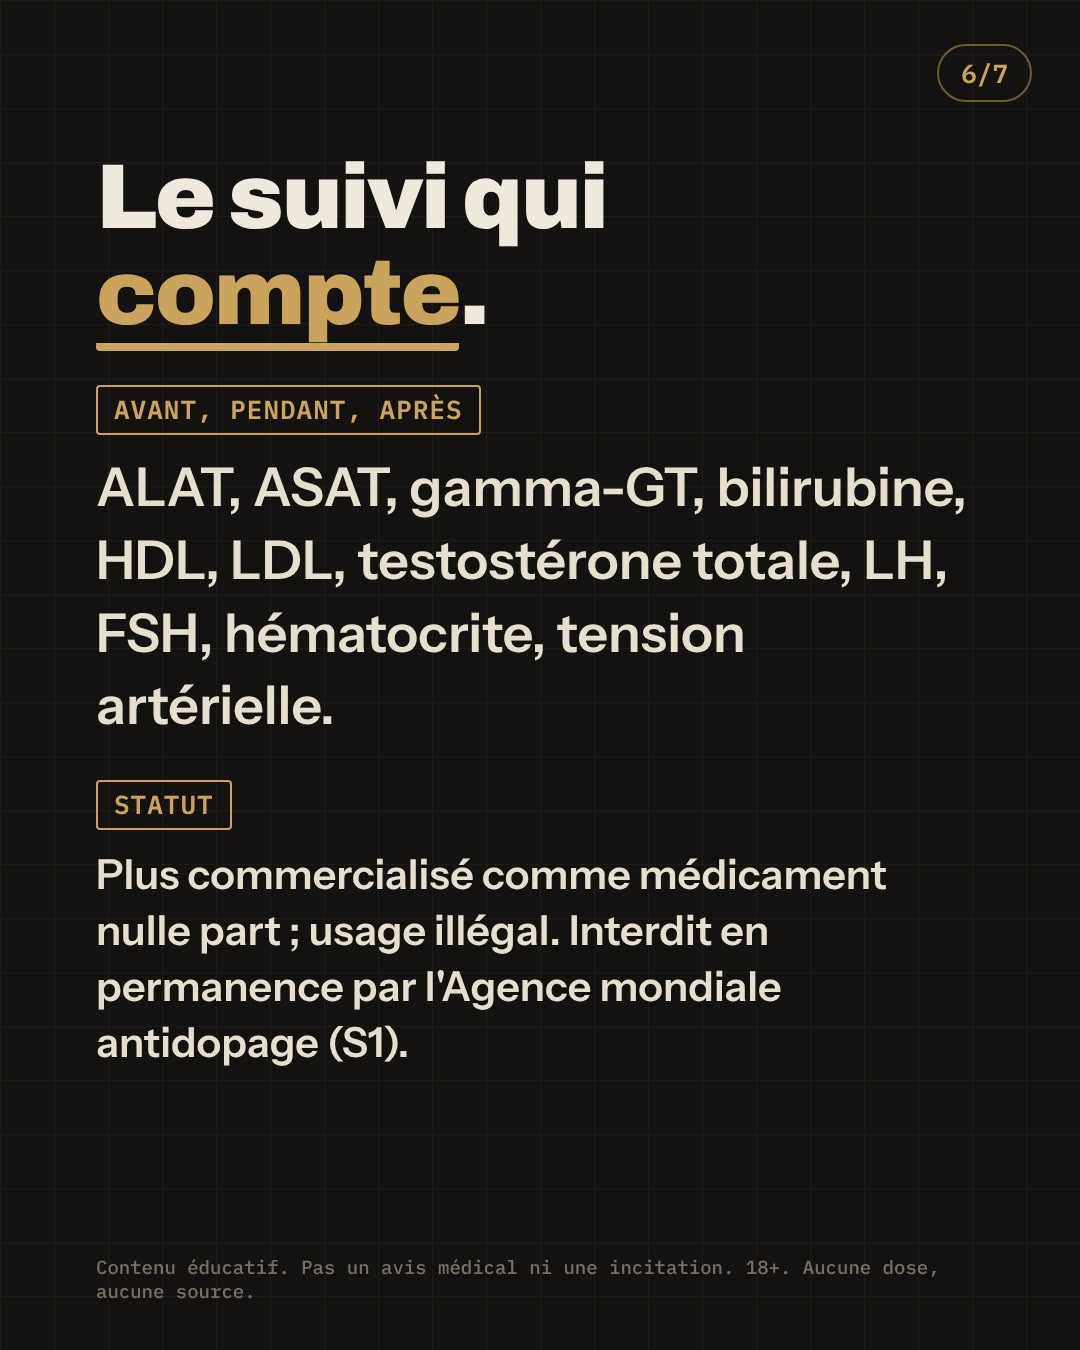 6/7
Le suivi qui
compte.
AVANT, PENDANT, APRÈS
ALAT, ASAT, gamma-GT, bilirubine,
HDL, LDL, testostérone totale, LH,
FSH, hématocrite, tension
artérielle.
STATUT
Plus commercialisé comme médicament
nulle part ; usage illégal. Interdit en
permanence par l'Agence mondiale
antidopage (S1).
Contenu éducatif. Pas un avis médical ni une incitation. 18+. Aucune dose,
aucune source.